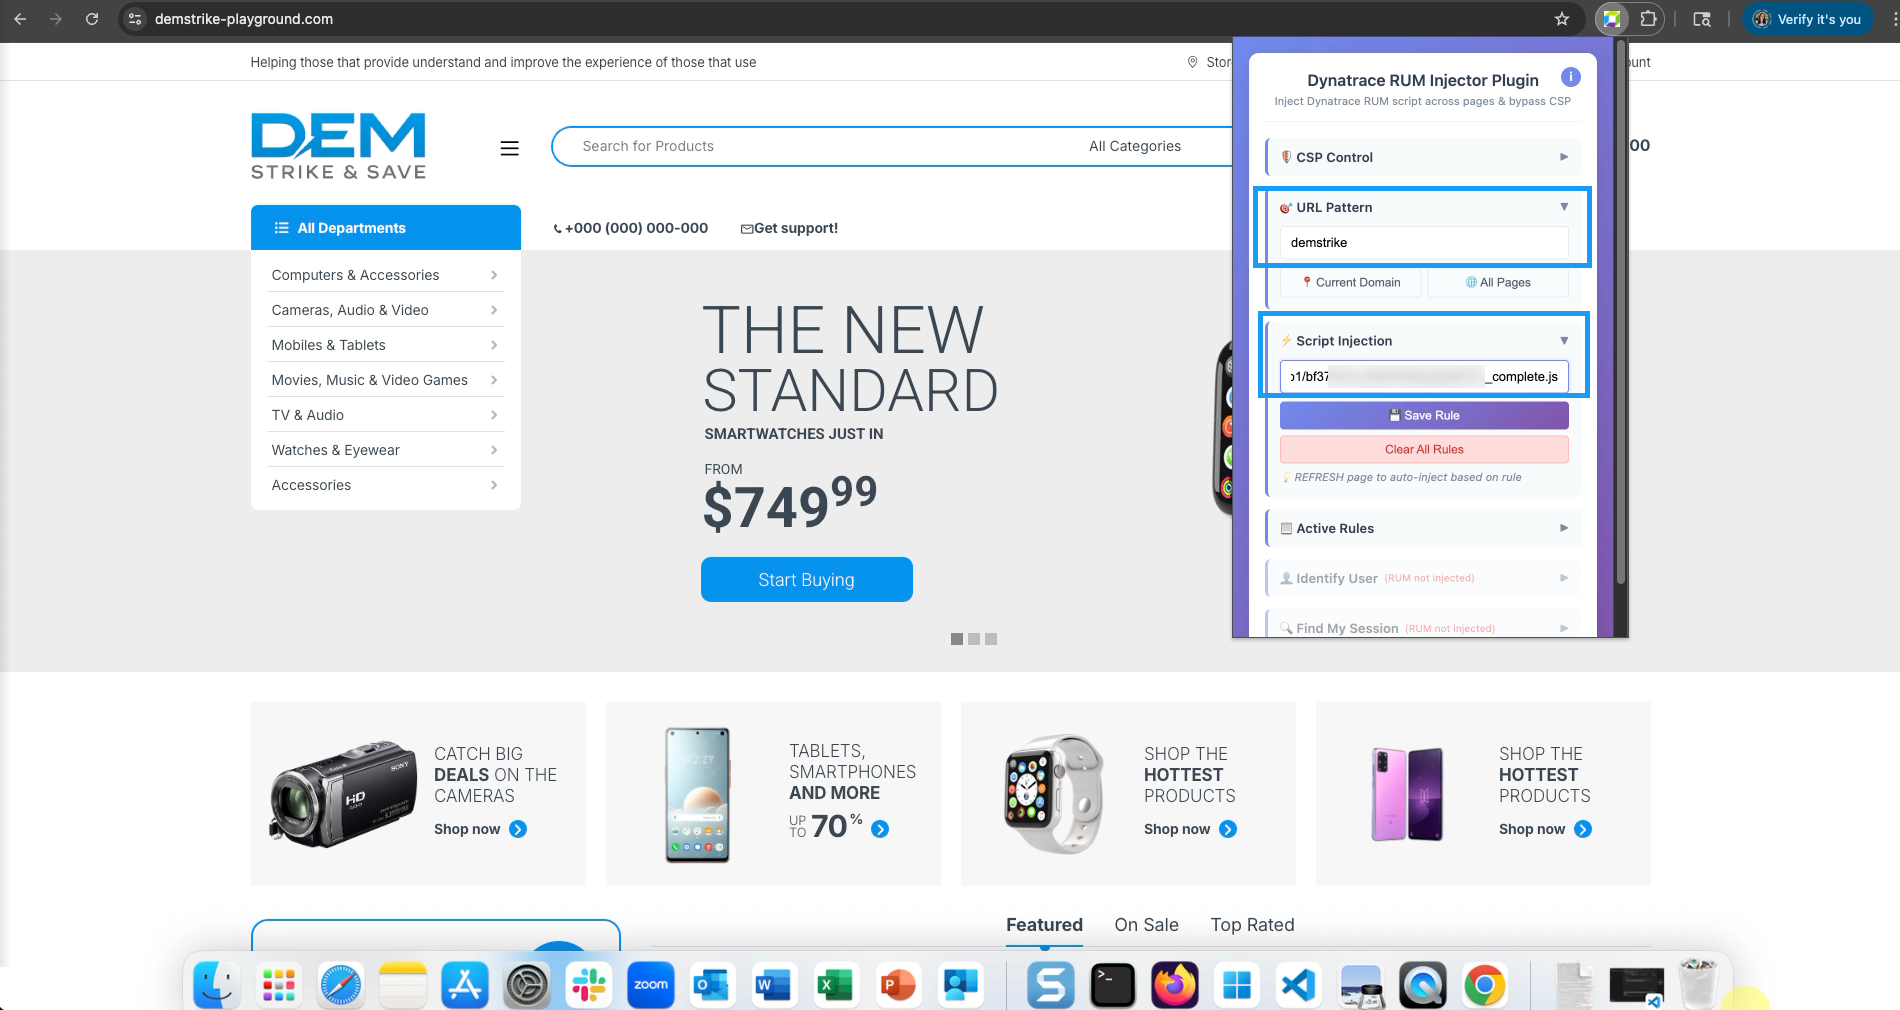 demstrike-playground.com
Verify it's you
Helping those that provide understand and improve the experience of those that use
DEM
STRIKE & SAVE
Search for Products
All Categories
00
All Departments
+000 (000) 000-000
Get support!
Computers & Accessories
Cameras, Audio & Video
Mobiles & Tablets
Movies, Music & Video Games
TV & Audio
Watches & Eyewear
Accessories
THE NEW
STANDARD
SMARTWATCHES JUST IN
FROM
$749.99
Start Buying
Dynatrace RUM Injector Plugin
i
Inject Dynatrace RUM script across pages & bypass CSP
CSP Control
URL Pattern
demstrike
Current Domain
All Pages
Script Injection
_complete.js
Save Rule
Clear All Rules
REFRESH page to auto-inject based on rule
Active Rules
Identify User (RUM not injected)
Find My Session (RUM not injected)
SONY
HD
CATCH BIG
DEALS ON THE
CAMERAS
Shop now
TABLETS,
SMARTPHONES
AND MORE
UP TO 70%
SHOP THE
HOTTEST
PRODUCTS
Shop now
SHOP THE
HOTTEST
PRODUCTS
Shop now
Featured
On Sale
Top Rated
zoom